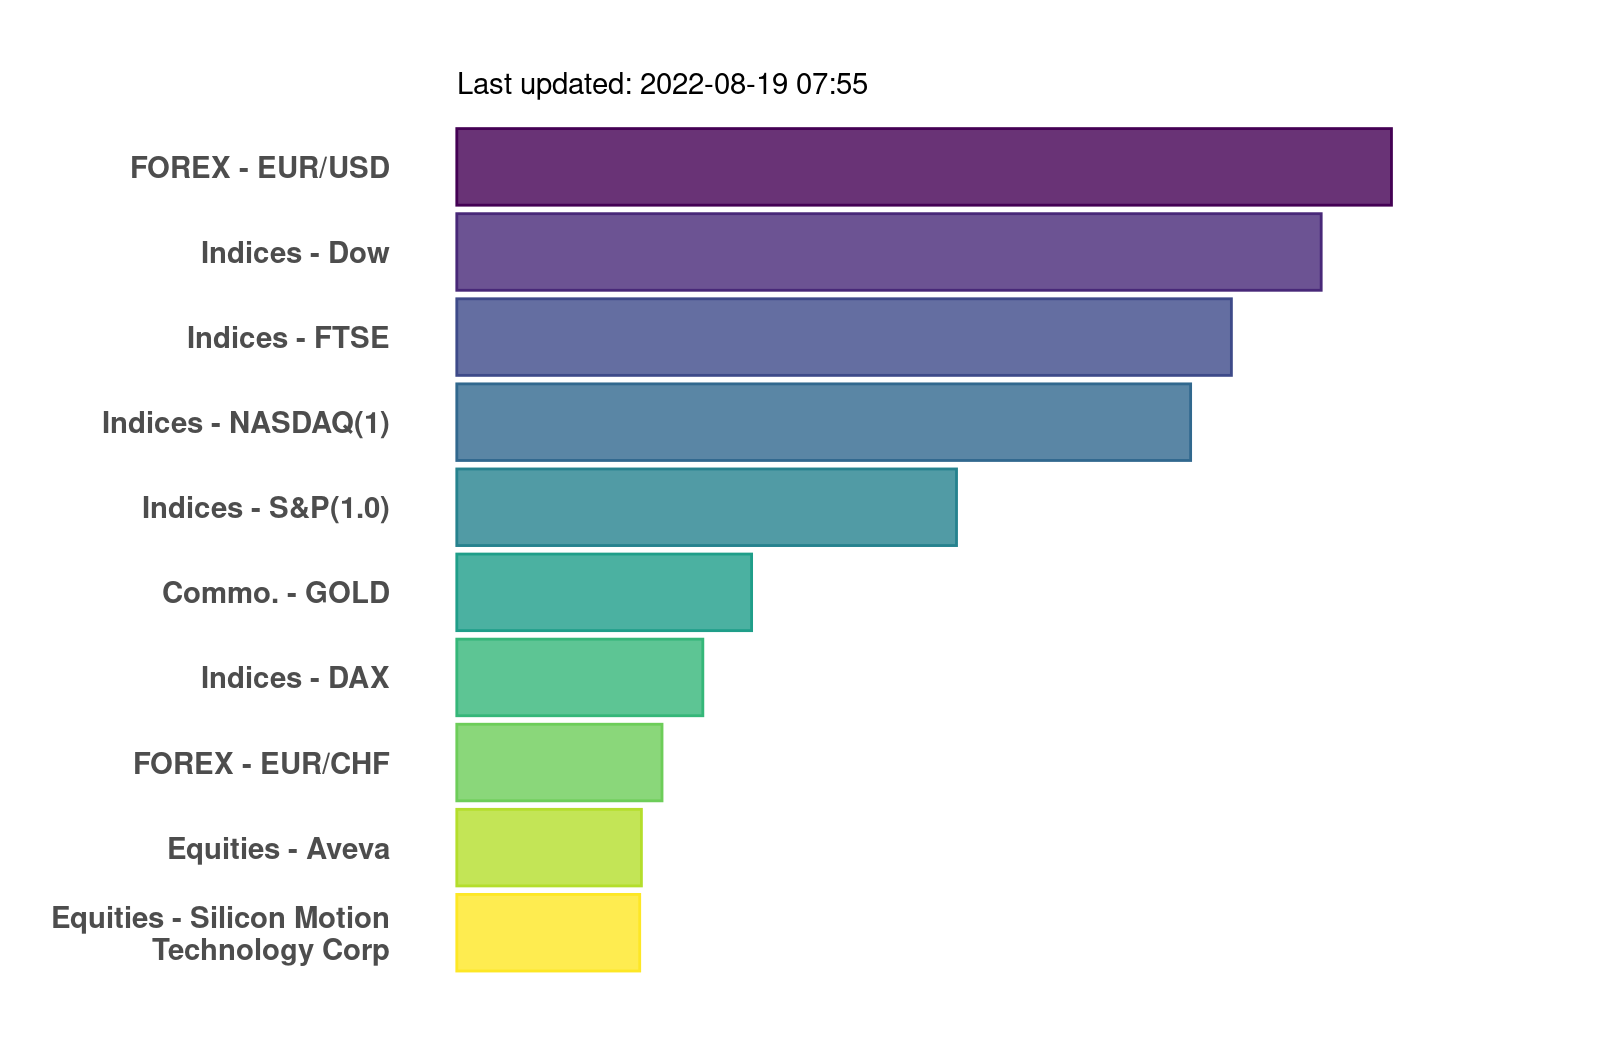 Last updated: 2022-08-19 07:55
FOREX - EUR/USD
Indices - Dow
Indices - FTSE
Indices - NASDAQ(1)
Indices - S&P(1.0)
Commo. - GOLD
Indices - DAX
FOREX - EUR/CHF
Equities - Aveva
Equities - Silicon Motion
Technology Corp